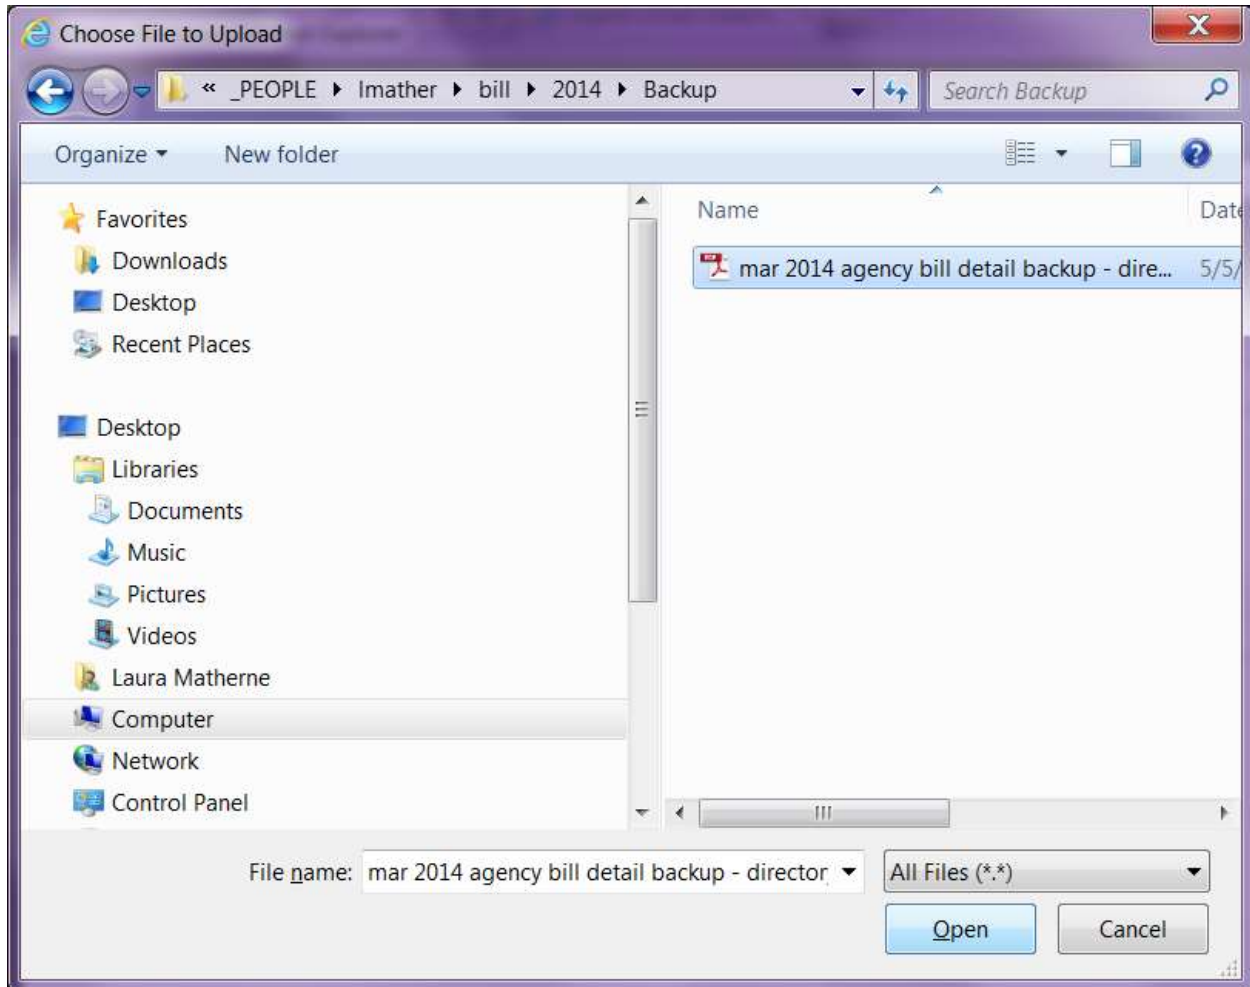 Choose File to Upload
« _PEOPLE ▸ lmather ▸ bill ▸ 2014 ▸ Backup
Search Backup
Organize
New folder
Favorites
Downloads
Desktop
Recent Places
Desktop
Libraries
Documents
Music
Pictures
Videos
Laura Matherne
Computer
Network
Control Panel
Name
Date
mar 2014 agency bill detail backup - dire... 5/5/
File name: mar 2014 agency bill detail backup - director
All Files (*.*)
Open
Cancel